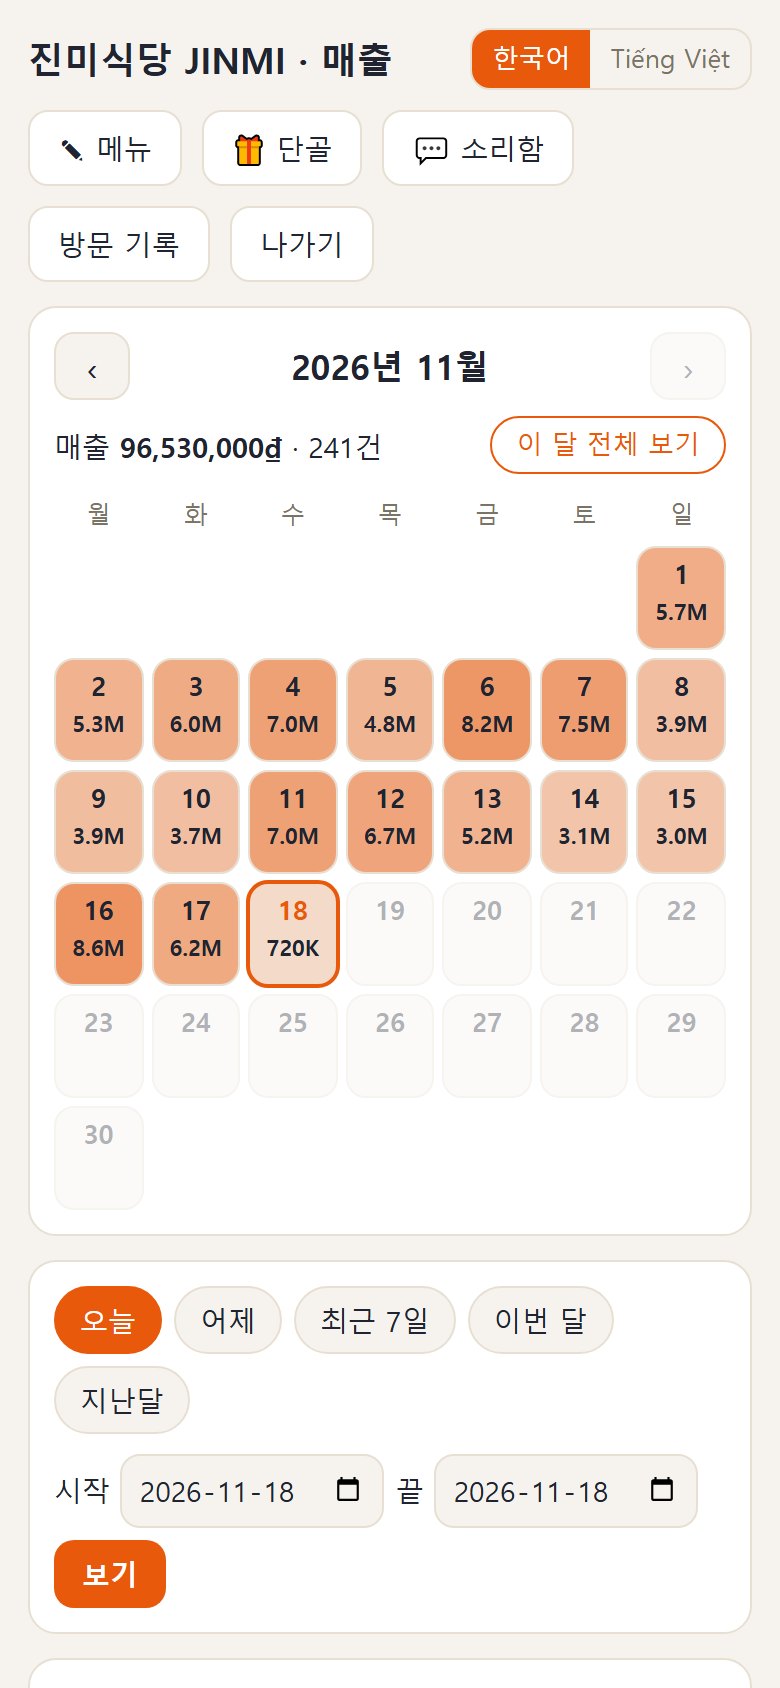 진미식당 JINMI · 매출
한국어 Tiếng Việt
메뉴 단골 소리함
방문 기록 나가기
‹ 2026년 11월 ›
매출 96,530,000₫ · 241건 이 달 전체 보기
월 화 수 목 금 토 일
1
5.7M
2 3 4 5 6 7 8
5.3M 6.0M 7.0M 4.8M 8.2M 7.5M 3.9M
9 10 11 12 13 14 15
3.9M 3.7M 7.0M 6.7M 5.2M 3.1M 3.0M
16 17 18 19 20 21 22
8.6M 6.2M 720K
23 24 25 26 27 28 29
30
오늘 어제 최근 7일 이번 달
지난달
시작 2026-11-18 끝 2026-11-18
보기